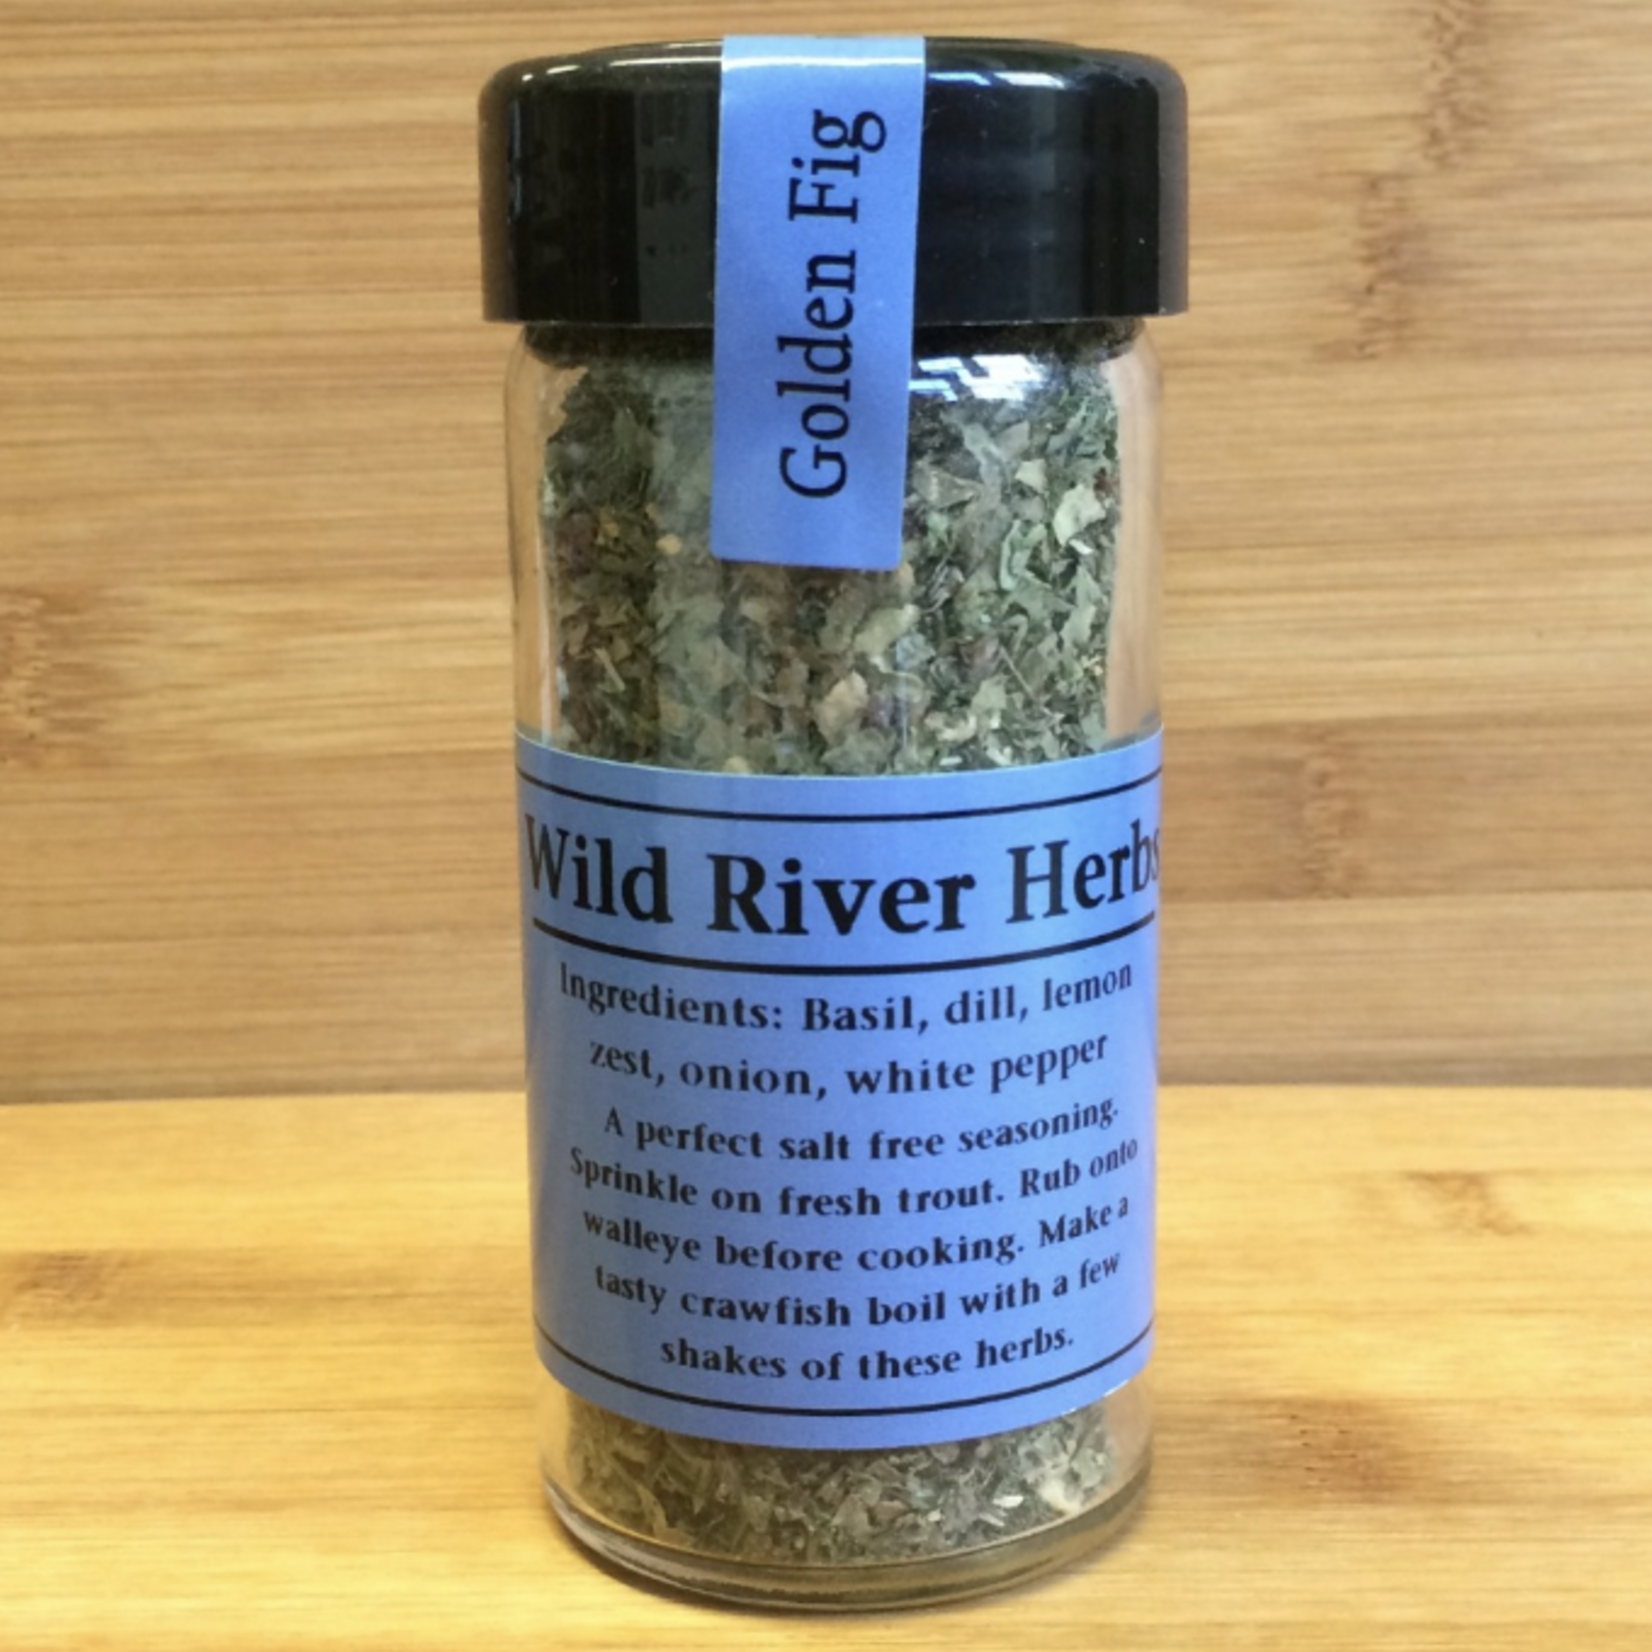 Golden Fig
Wild River Herbs
Ingredients: Basil, dill, lemon
zest, onion, white pepper
A perfect salt free seasoning.
Sprinkle on fresh trout. Rub onto
walleye before cooking. Make a
tasty crawfish boil with a few
shakes of these herbs.